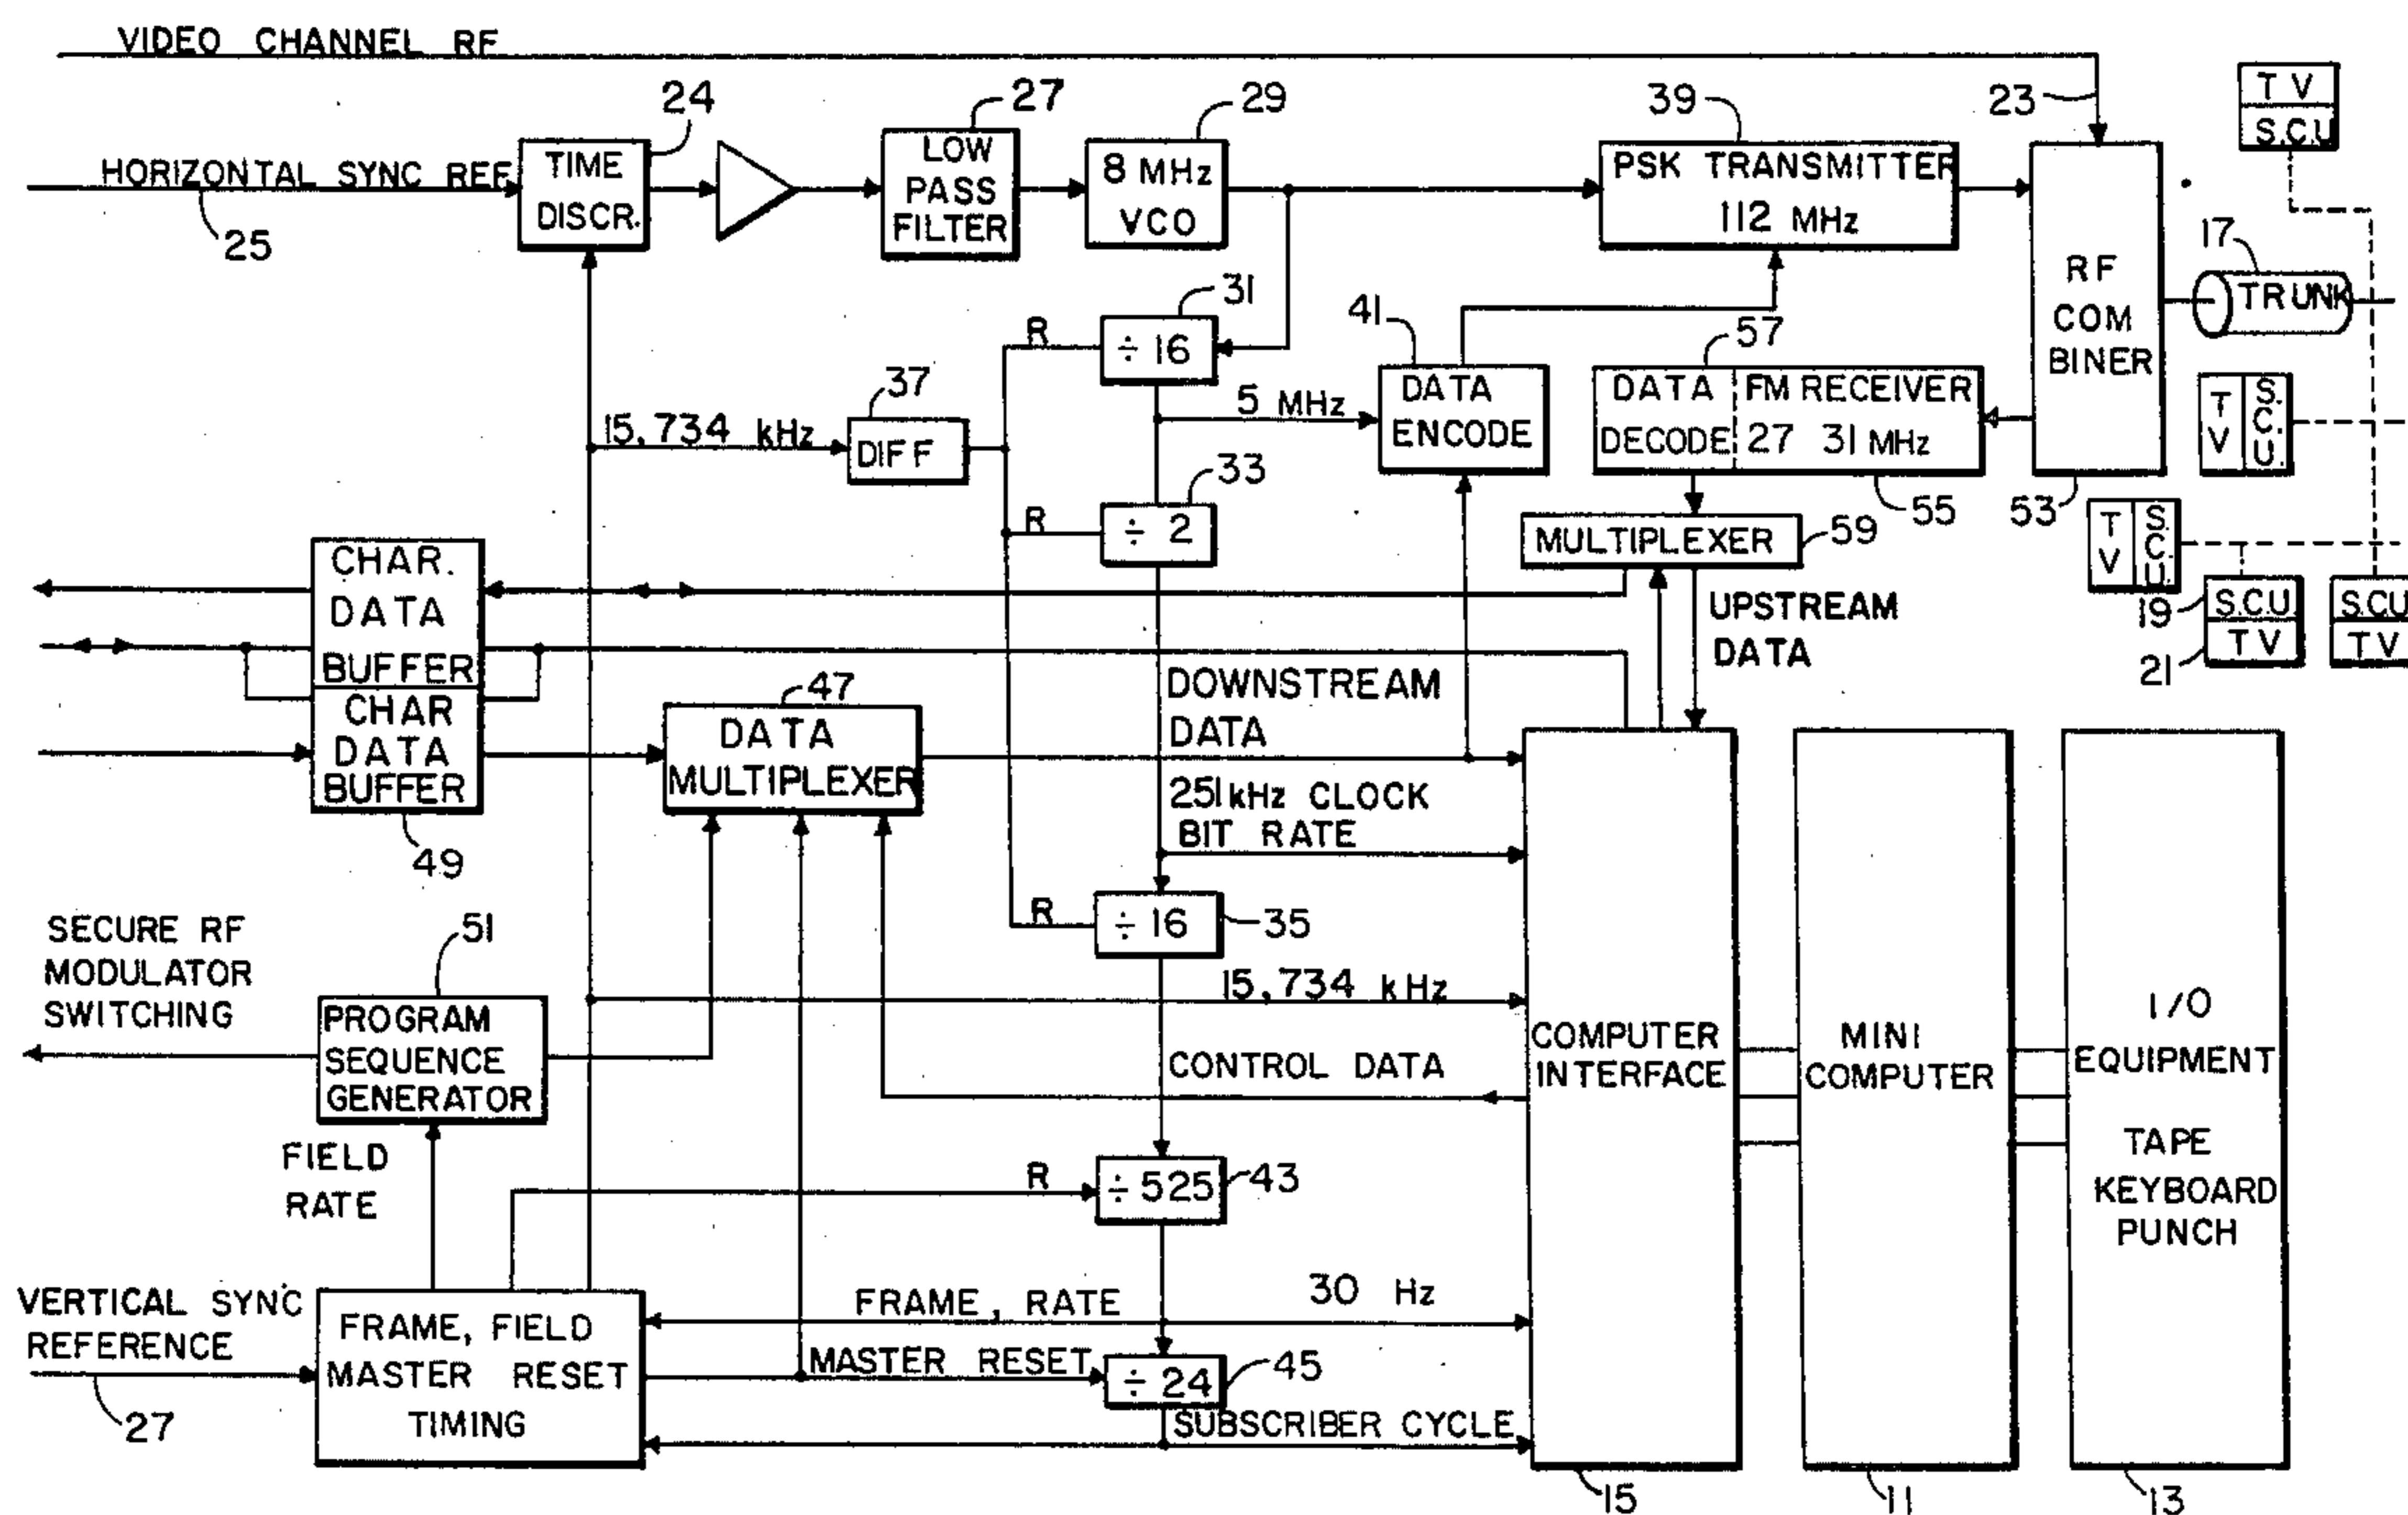 VIDEO CHANNEL RF
24
27
29
39
23
T V
S.C.U
HORIZONTAL SYNC REF.
25
TIME
DISCR.
LOW
PASS
FILTER
8 MHz
VCO
PSK TRANSMITTER
112 MHz
RF
COM
BINER
17
TRUNK
31
R
÷ 16
41
57
37
15,734 kHz
DIFF
5 MHz
DATA
ENCODE
DATA
DECODE
FM RECEIVER
27 31 MHz
T
V
S.
C.
U.
33
R
÷ 2
55
53
MULTIPLEXER
59
T
V
S.
C.
U.
CHAR.
DATA
BUFFER
CHAR
DATA
BUFFER
49
UPSTREAM
DATA
19
S.C.U.
T V
21
S.C.U
T V
47
DATA
MULTIPLEXER
DOWNSTREAM
DATA
251kHz CLOCK
BIT RATE
R
÷ 16
35
SECURE RF
MODULATOR
SWITCHING
51
PROGRAM
SEQUENCE
GENERATOR
15,734 kHz
CONTROL DATA
COMPUTER
INTERFACE
MINI
COMPUTER
I/O
EQUIPMENT
TAPE
KEYBOARD
PUNCH
FIELD
RATE
R
÷ 525
43
VERTICAL SYNC
REFERENCE
27
FRAME, FIELD
MASTER RESET
TIMING
FRAME, RATE
30 Hz
MASTER RESET
÷ 24
45
SUBSCRIBER CYCLE
15
11
13